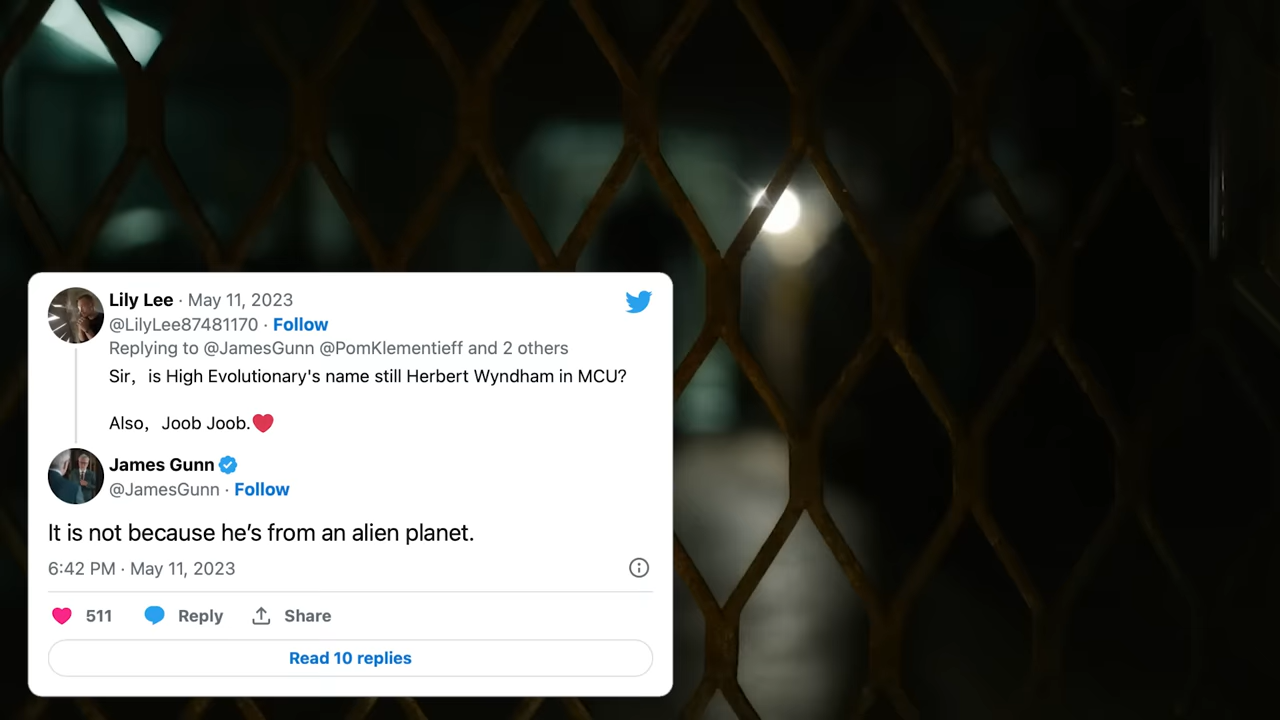 Lily Lee · May 11, 2023
@LilyLee87481170 · Follow
Replying to @JamesGunn @PomKlementieff and 2 others
Sir，is High Evolutionary's name still Herbert Wyndham in MCU?
Also，Joob Joob.❤️
James Gunn
@JamesGunn · Follow
It is not because he’s from an alien planet.
6:42 PM · May 11, 2023
511 Reply Share
Read 10 replies